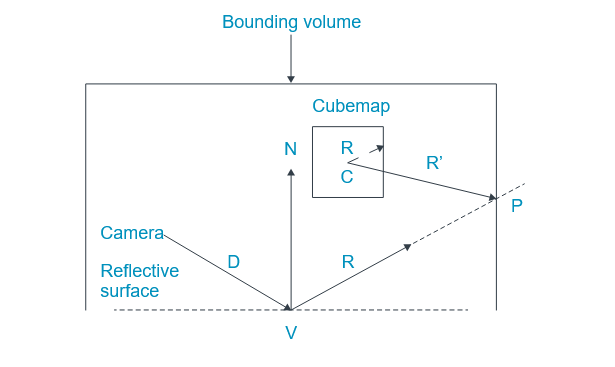 Bounding volume
Cubemap
N
R
C
R’
P
Camera
D
R
Reflective
surface
V